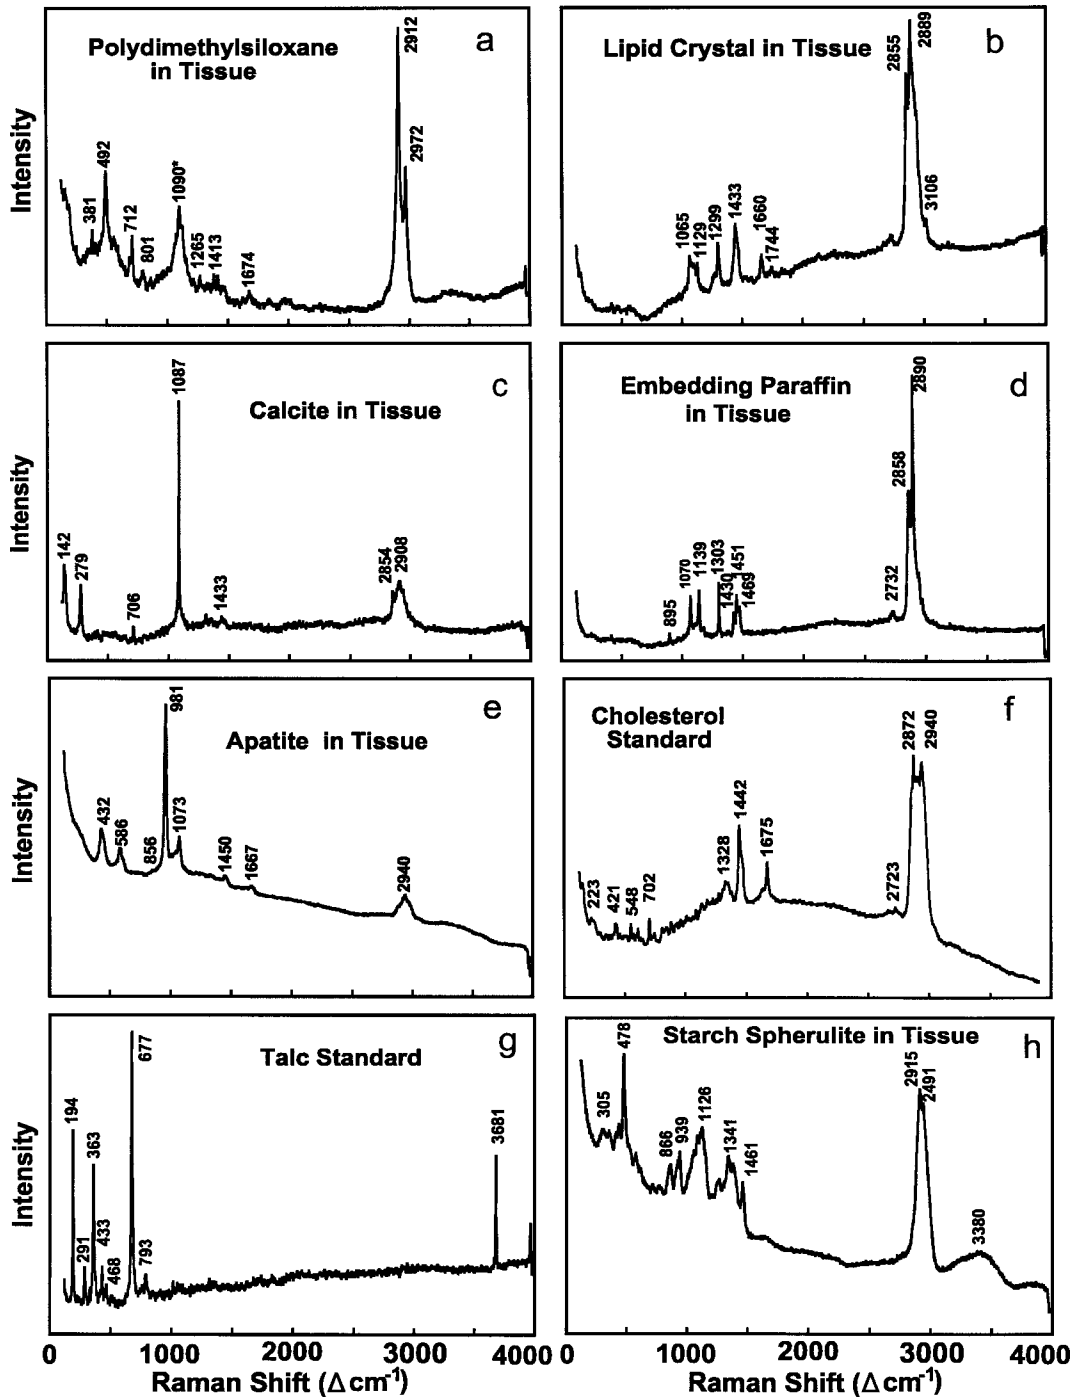 a
Polydimethylsiloxane
in Tissue
Intensity
381
492
712
801
1090*
1265
1413
1674
2912
2972
b
Lipid Crystal in Tissue
1065
1129
1299
1433
1660
1744
2855
2889
3106
c
Calcite in Tissue
Intensity
142
279
706
1087
1433
2854
2908
d
Embedding Paraffin
in Tissue
895
1070
1139
1303
1430
1451
1469
2732
2858
2890
e
Apatite in Tissue
Intensity
432
586
856
981
1073
1450
1667
2940
f
Cholesterol
Standard
223
421
548
702
1328
1442
1675
2723
2872
2940
g
Talc Standard
Intensity
194
291
363
433
468
677
793
3681
h
Starch Spherulite in Tissue
305
478
866
939
1126
1341
1461
2915
2491
3380
0 1000 2000 3000 4000
Raman Shift (Δ cm-1)
0 1000 2000 3000 4000
Raman Shift (Δ cm-1)